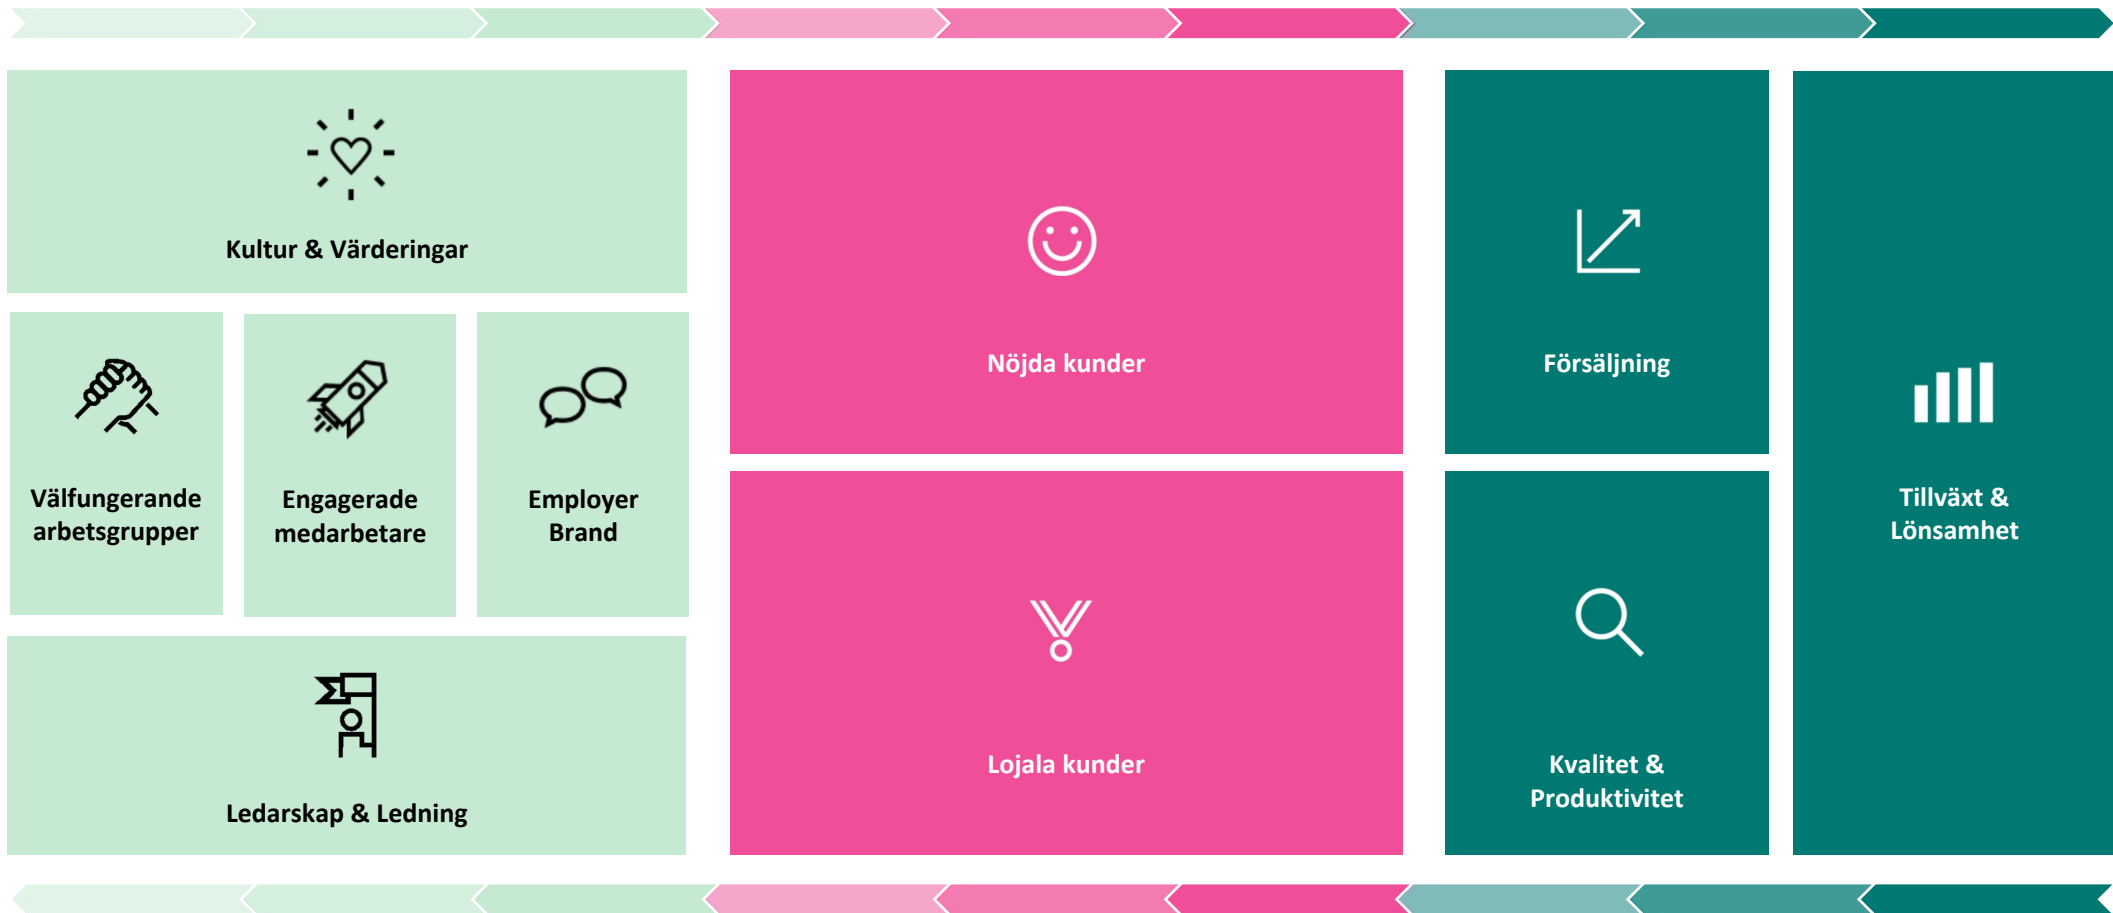 Kultur & Värderingar
Välfungerande
arbetsgrupper
Engagerade
medarbetare
Employer
Brand
Ledarskap & Ledning
Nöjda kunder
Lojala kunder
Försäljning
Kvalitet &
Produktivitet
Tillväxt &
Lönsamhet